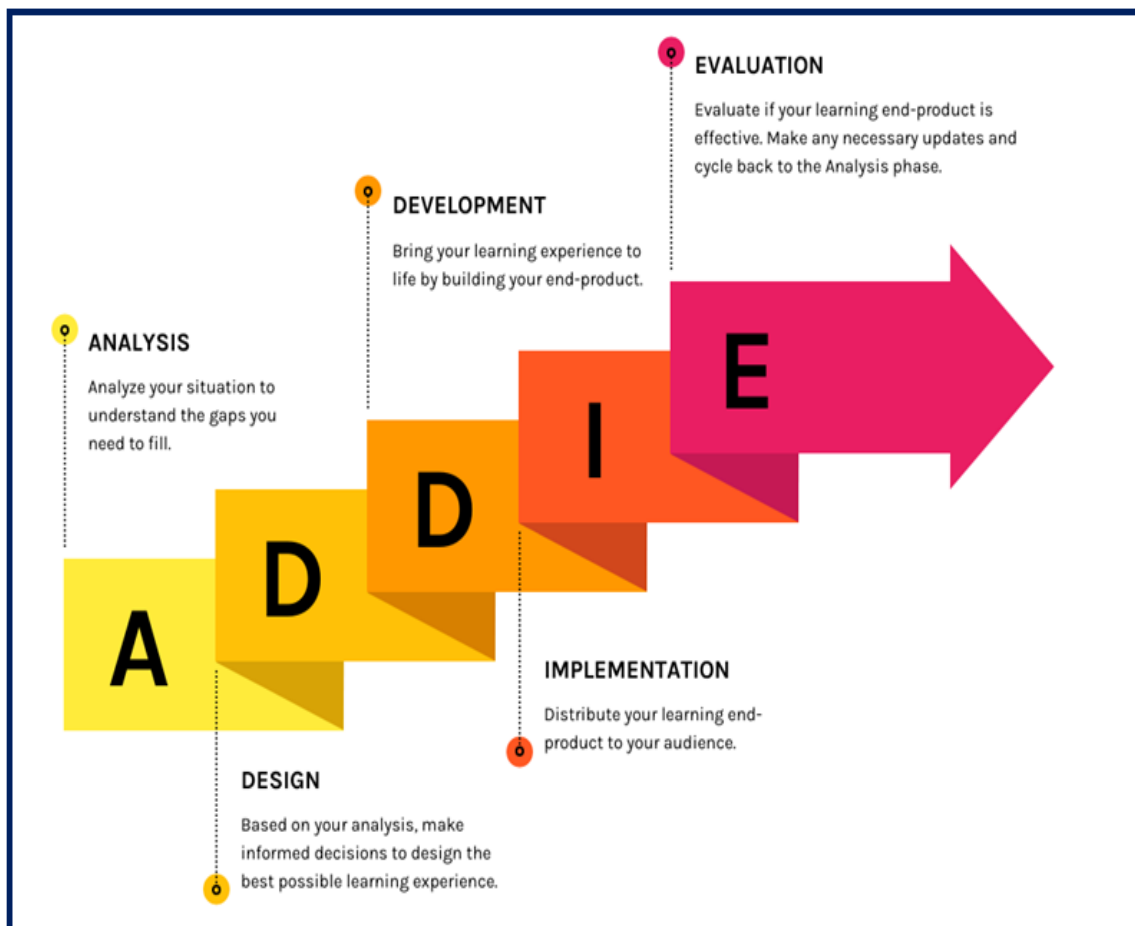 EVALUATION
Evaluate if your learning end-product is
effective. Make any necessary updates and
cycle back to the Analysis phase.
DEVELOPMENT
Bring your learning experience to
life by building your end-product.
ANALYSIS
Analyze your situation to
understand the gaps you
need to fill.
A
D
D
I
E
IMPLEMENTATION
Distribute your learning end-
product to your audience.
DESIGN
Based on your analysis, make
informed decisions to design the
best possible learning experience.